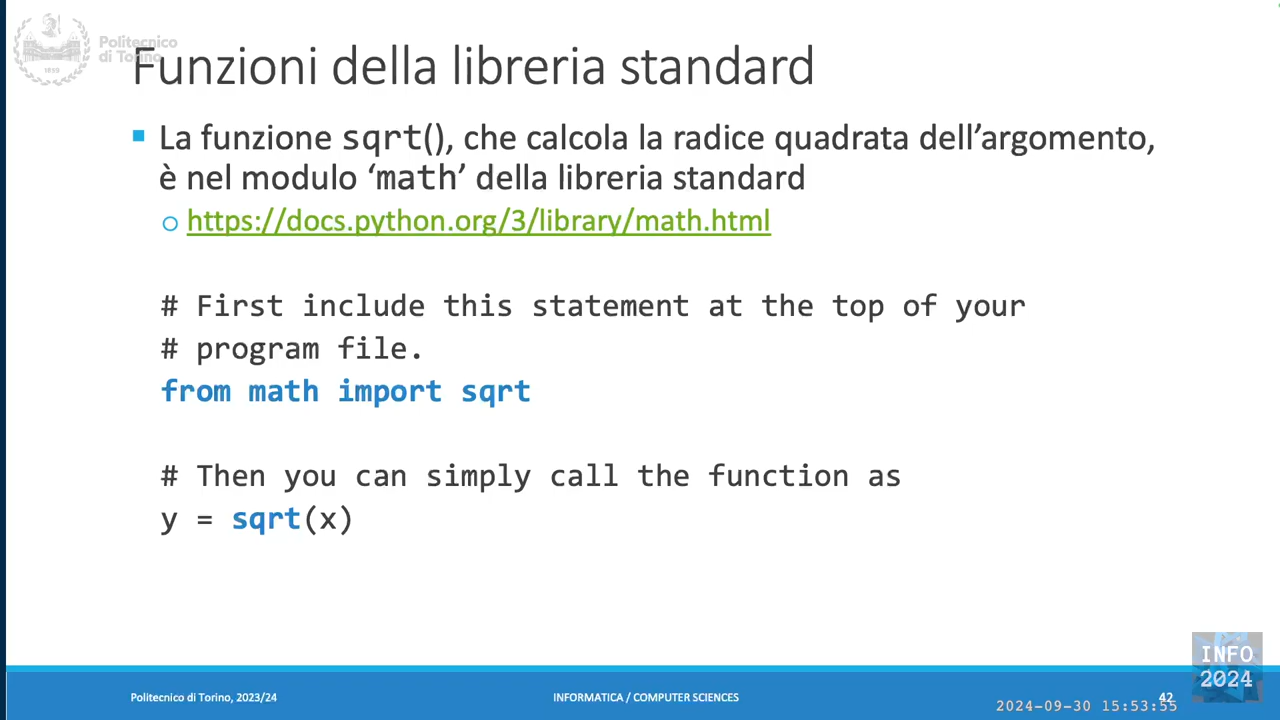 Politecnico
di Torino
1859
Funzioni della libreria standard
La funzione sqrt(), che calcola la radice quadrata dell’argomento,
è nel modulo ‘math’ della libreria standard
https://docs.python.org/3/library/math.html
# First include this statement at the top of your
# program file.
from math import sqrt
# Then you can simply call the function as
y = sqrt(x)
INFO
2024
Politecnico di Torino, 2023/24
INFORMATICA / COMPUTER SCIENCES
42
2024-09-30 15:53:55